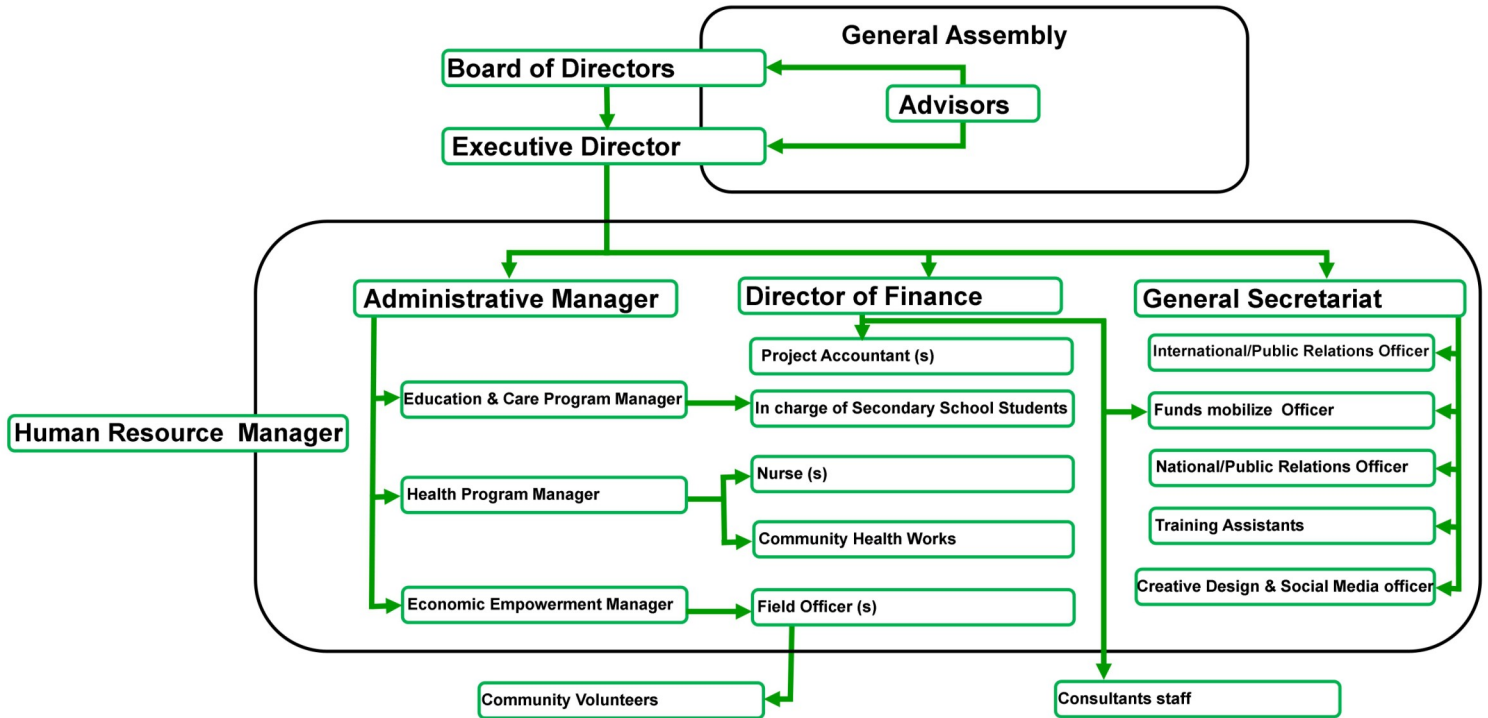 General Assembly
Board of Directors
Advisors
Executive Director
Administrative Manager
Director of Finance
General Secretariat
Project Accountant (s)
International/Public Relations Officer
Education & Care Program Manager
In charge of Secondary School Students
Funds mobilize Officer
Human Resource Manager
Health Program Manager
Nurse (s)
National/Public Relations Officer
Community Health Works
Training Assistants
Economic Empowerment Manager
Field Officer (s)
Creative Design & Social Media officer
Community Volunteers
Consultants staff